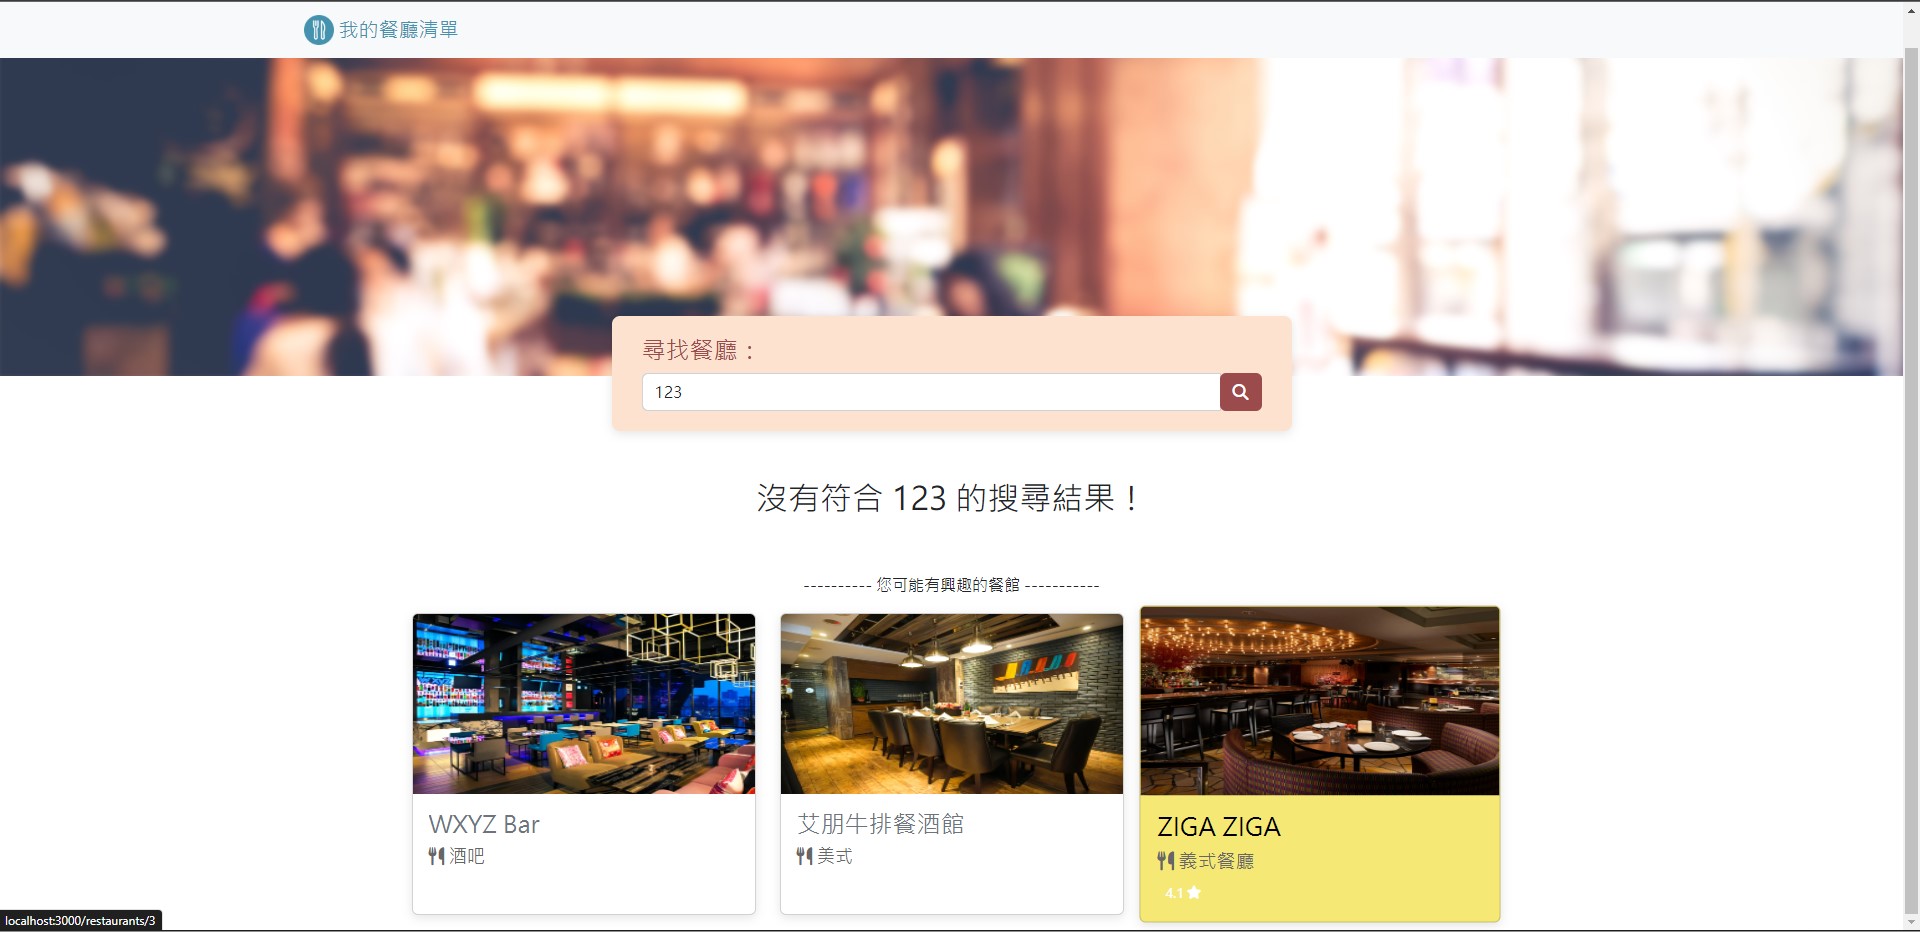 我的餐廳清單
尋找餐廳：
123
沒有符合 123 的搜尋結果！
---------- 您可能有興趣的餐館 -----------
WXYZ Bar
酒吧
艾朋牛排餐酒館
美式
ZIGA ZIGA
義式餐廳
4.1
localhost:3000/restaurants/3